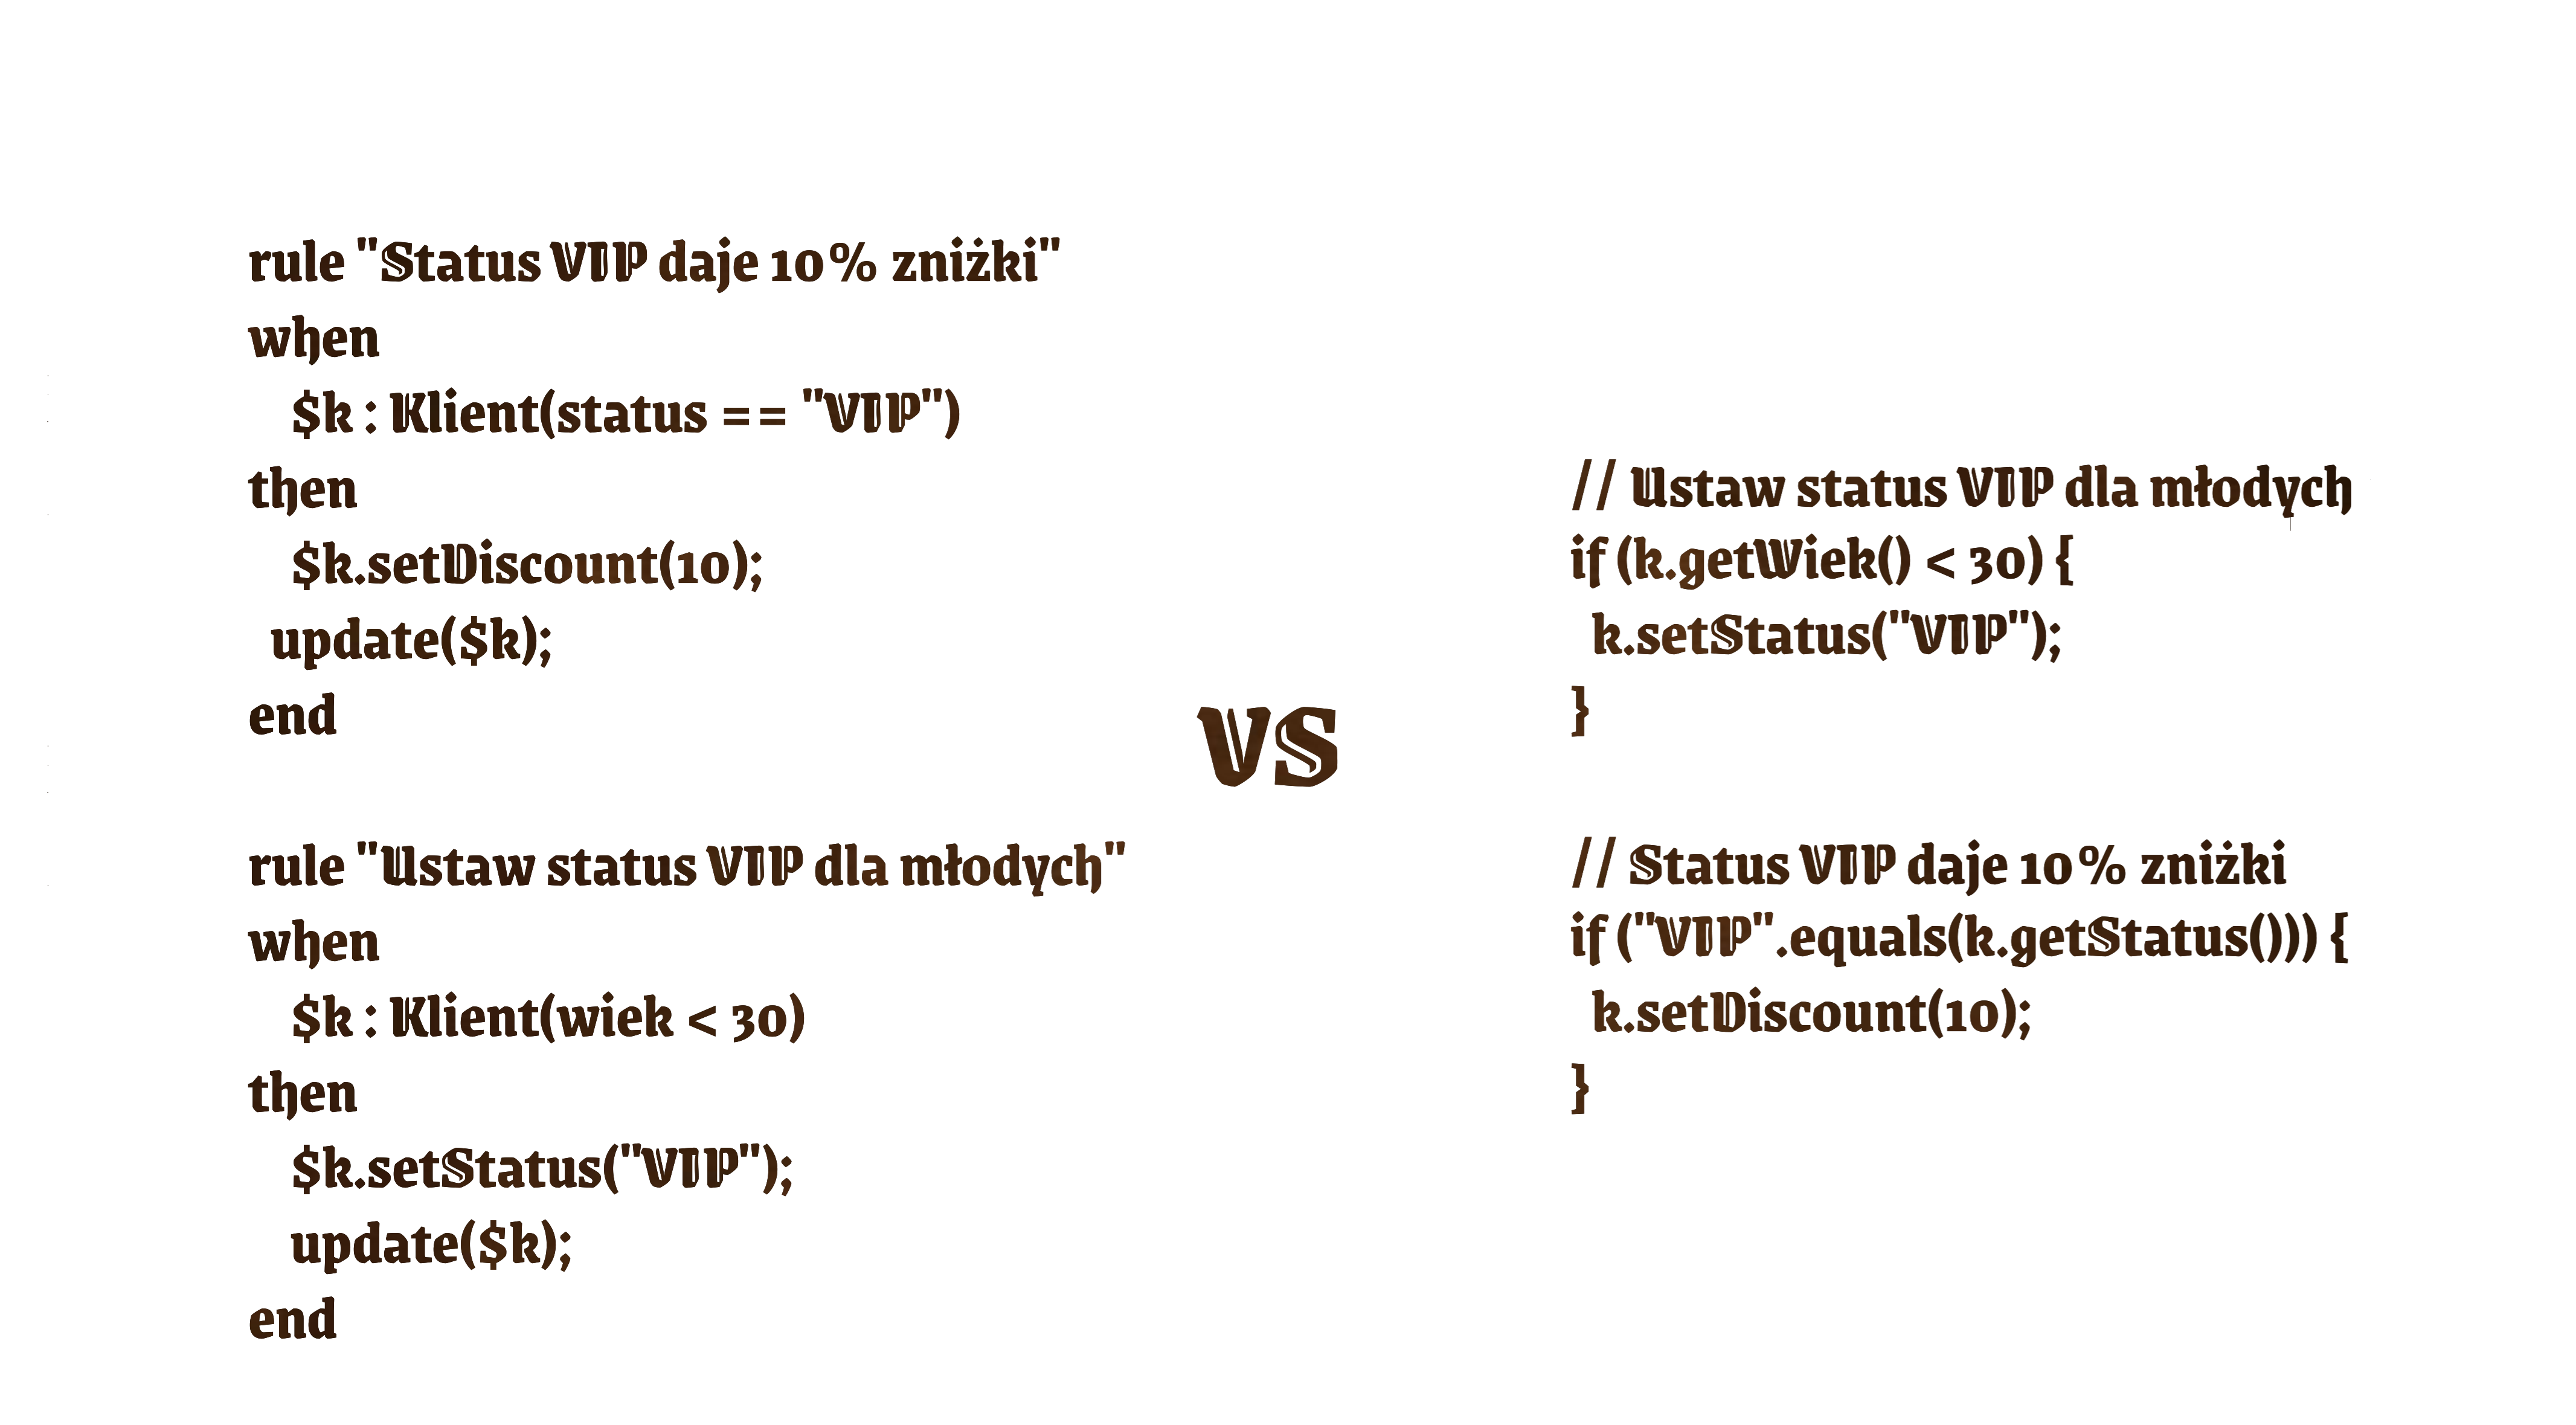 rule "Status VIP daje 10% zniżki"
when
    $k : Klient(status == "VIP")
then
    $k.setDiscount(10);
  update($k);
end

rule "Ustaw status VIP dla młodych"
when
    $k : Klient(wiek < 30)
then
    $k.setStatus("VIP");
    update($k);
end

VS

// Ustaw status VIP dla młodych
if (k.getWiek() < 30) {
  k.setStatus("VIP");
}

// Status VIP daje 10% zniżki
if ("VIP".equals(k.getStatus())) {
  k.setDiscount(10);
}